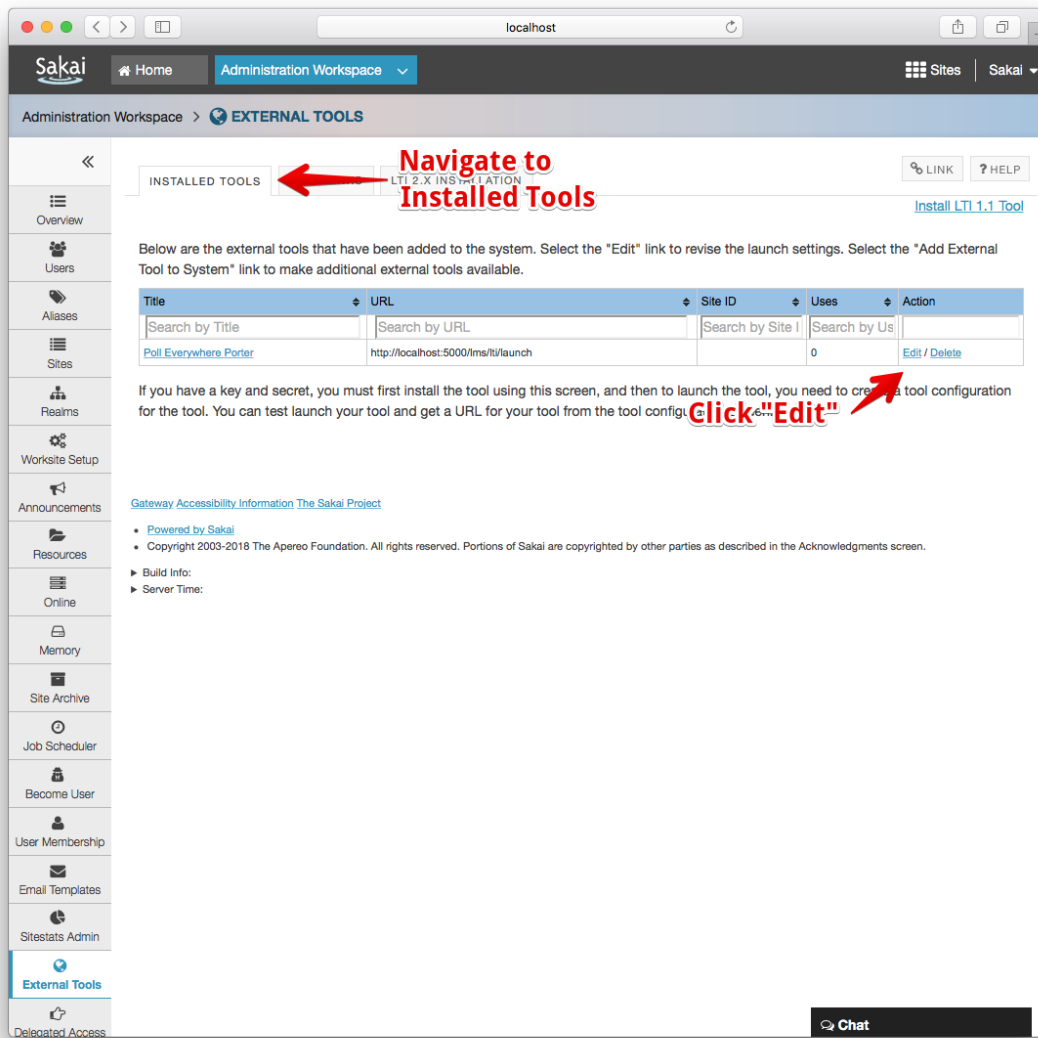 localhost
Sakai
Home
Administration Workspace
Sites
Sakai
Administration Workspace > EXTERNAL TOOLS
Navigate to
Installed Tools
INSTALLED TOOLS
LTI 2.X INSTALLATION
LINK
? HELP
Install LTI 1.1 Tool
Overview
Users
Aliases
Sites
Realms
Worksite Setup
Announcements
Resources
Online
Memory
Site Archive
Job Scheduler
Become User
User Membership
Email Templates
Sitestats Admin
External Tools
Delegated Access
Below are the external tools that have been added to the system. Select the "Edit" link to revise the launch settings. Select the "Add External
Tool to System" link to make additional external tools available.
Title URL Site ID Uses Action
Search by Title Search by URL Search by Site I Search by Us
Poll Everywhere Porter http://localhost:5000/lms/lti/launch 0 Edit / Delete
If you have a key and secret, you must first install the tool using this screen, and then to launch the tool, you need to create a tool configuration
for the tool. You can test launch your tool and get a URL for your tool from the tool
Click "Edit"
Gateway Accessibility Information The Sakai Project
Powered by Sakai
Copyright 2003-2018 The Apereo Foundation. All rights reserved. Portions of Sakai are copyrighted by other parties as described in the Acknowledgments screen.
Build Info:
Server Time:
Chat